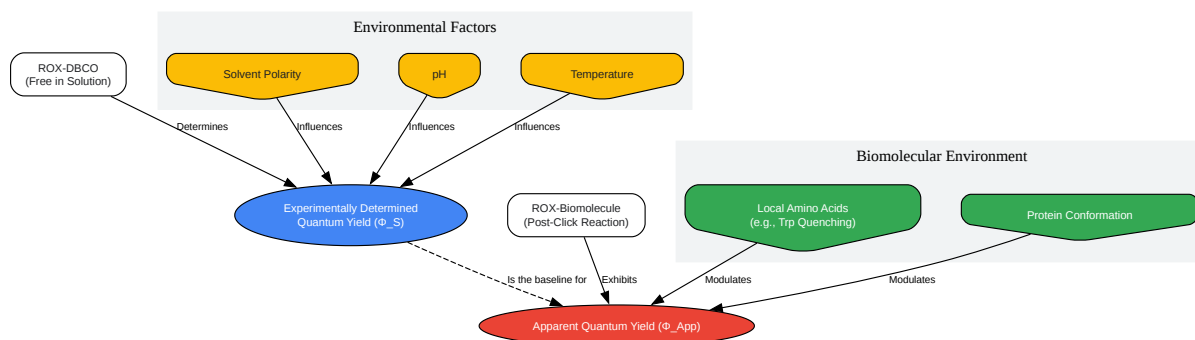 Environmental Factors
ROX-DBCO
(Free in Solution)
Solvent Polarity
pH
Temperature
Determines
Influences
Influences
Influences
Biomolecular Environment
Experimentally Determined
Quantum Yield (Φ_S)
ROX-Biomolecule
(Post-Click Reaction)
Local Amino Acids
(e.g., Trp Quenching)
Protein Conformation
Is the baseline for
Exhibits
Modulates
Modulates
Apparent Quantum Yield (Φ_App)